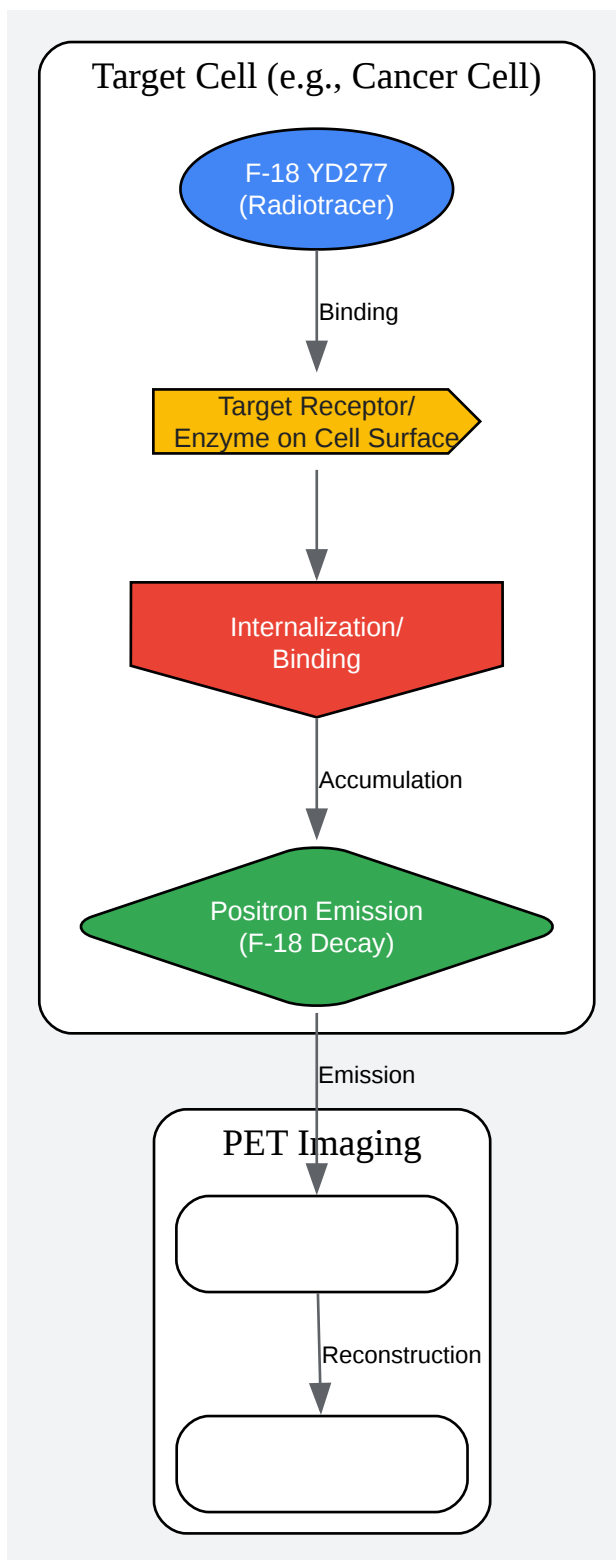 Target Cell (e.g., Cancer Cell)
F-18 YD277
(Radiotracer)
Binding
Target Receptor/
Enzyme on Cell Surface
Internalization/
Binding
Accumulation
Positron Emission
(F-18 Decay)
Emission
PET Imaging
Reconstruction